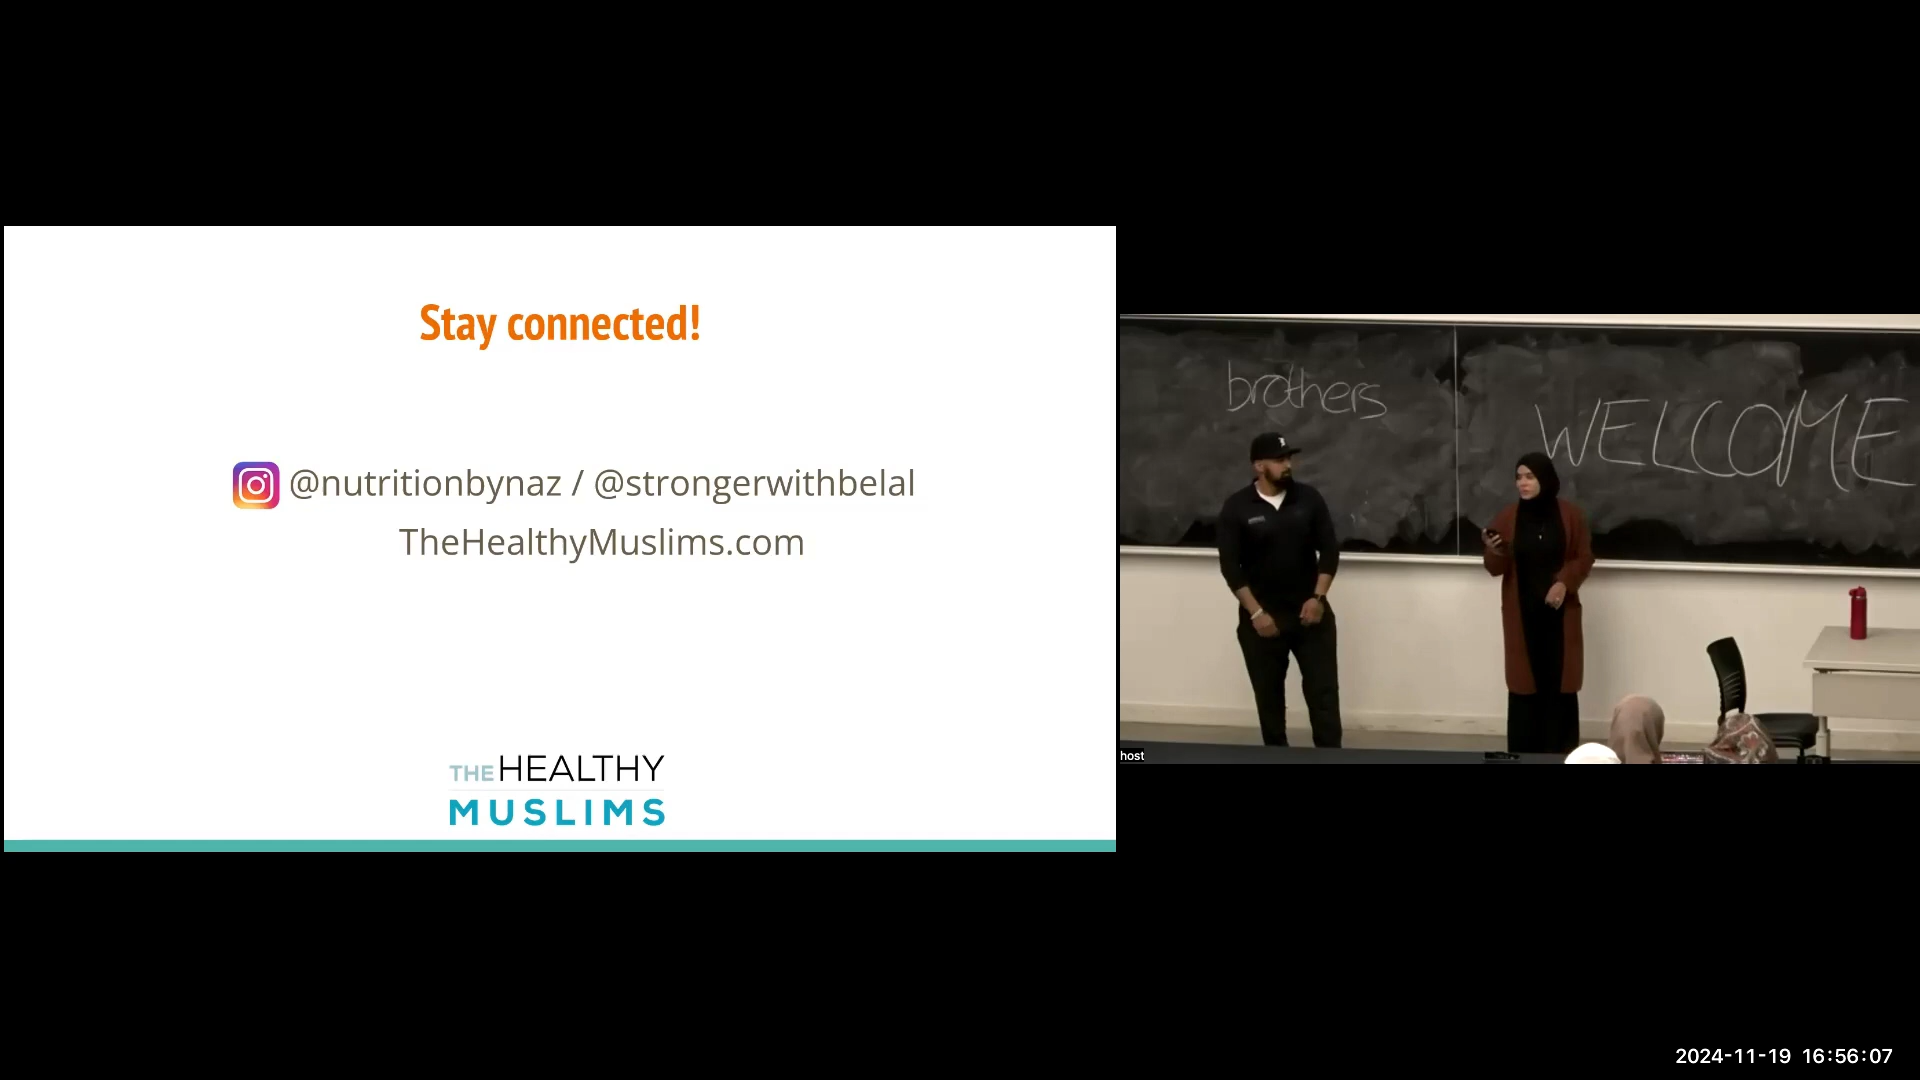 Stay connected!
@nutritionbynaz / @strongerwithbelal
TheHealthyMuslims.com
THE HEALTHY
MUSLIMS
brothers
WELCOME
host
2024-11-19 16:56:07